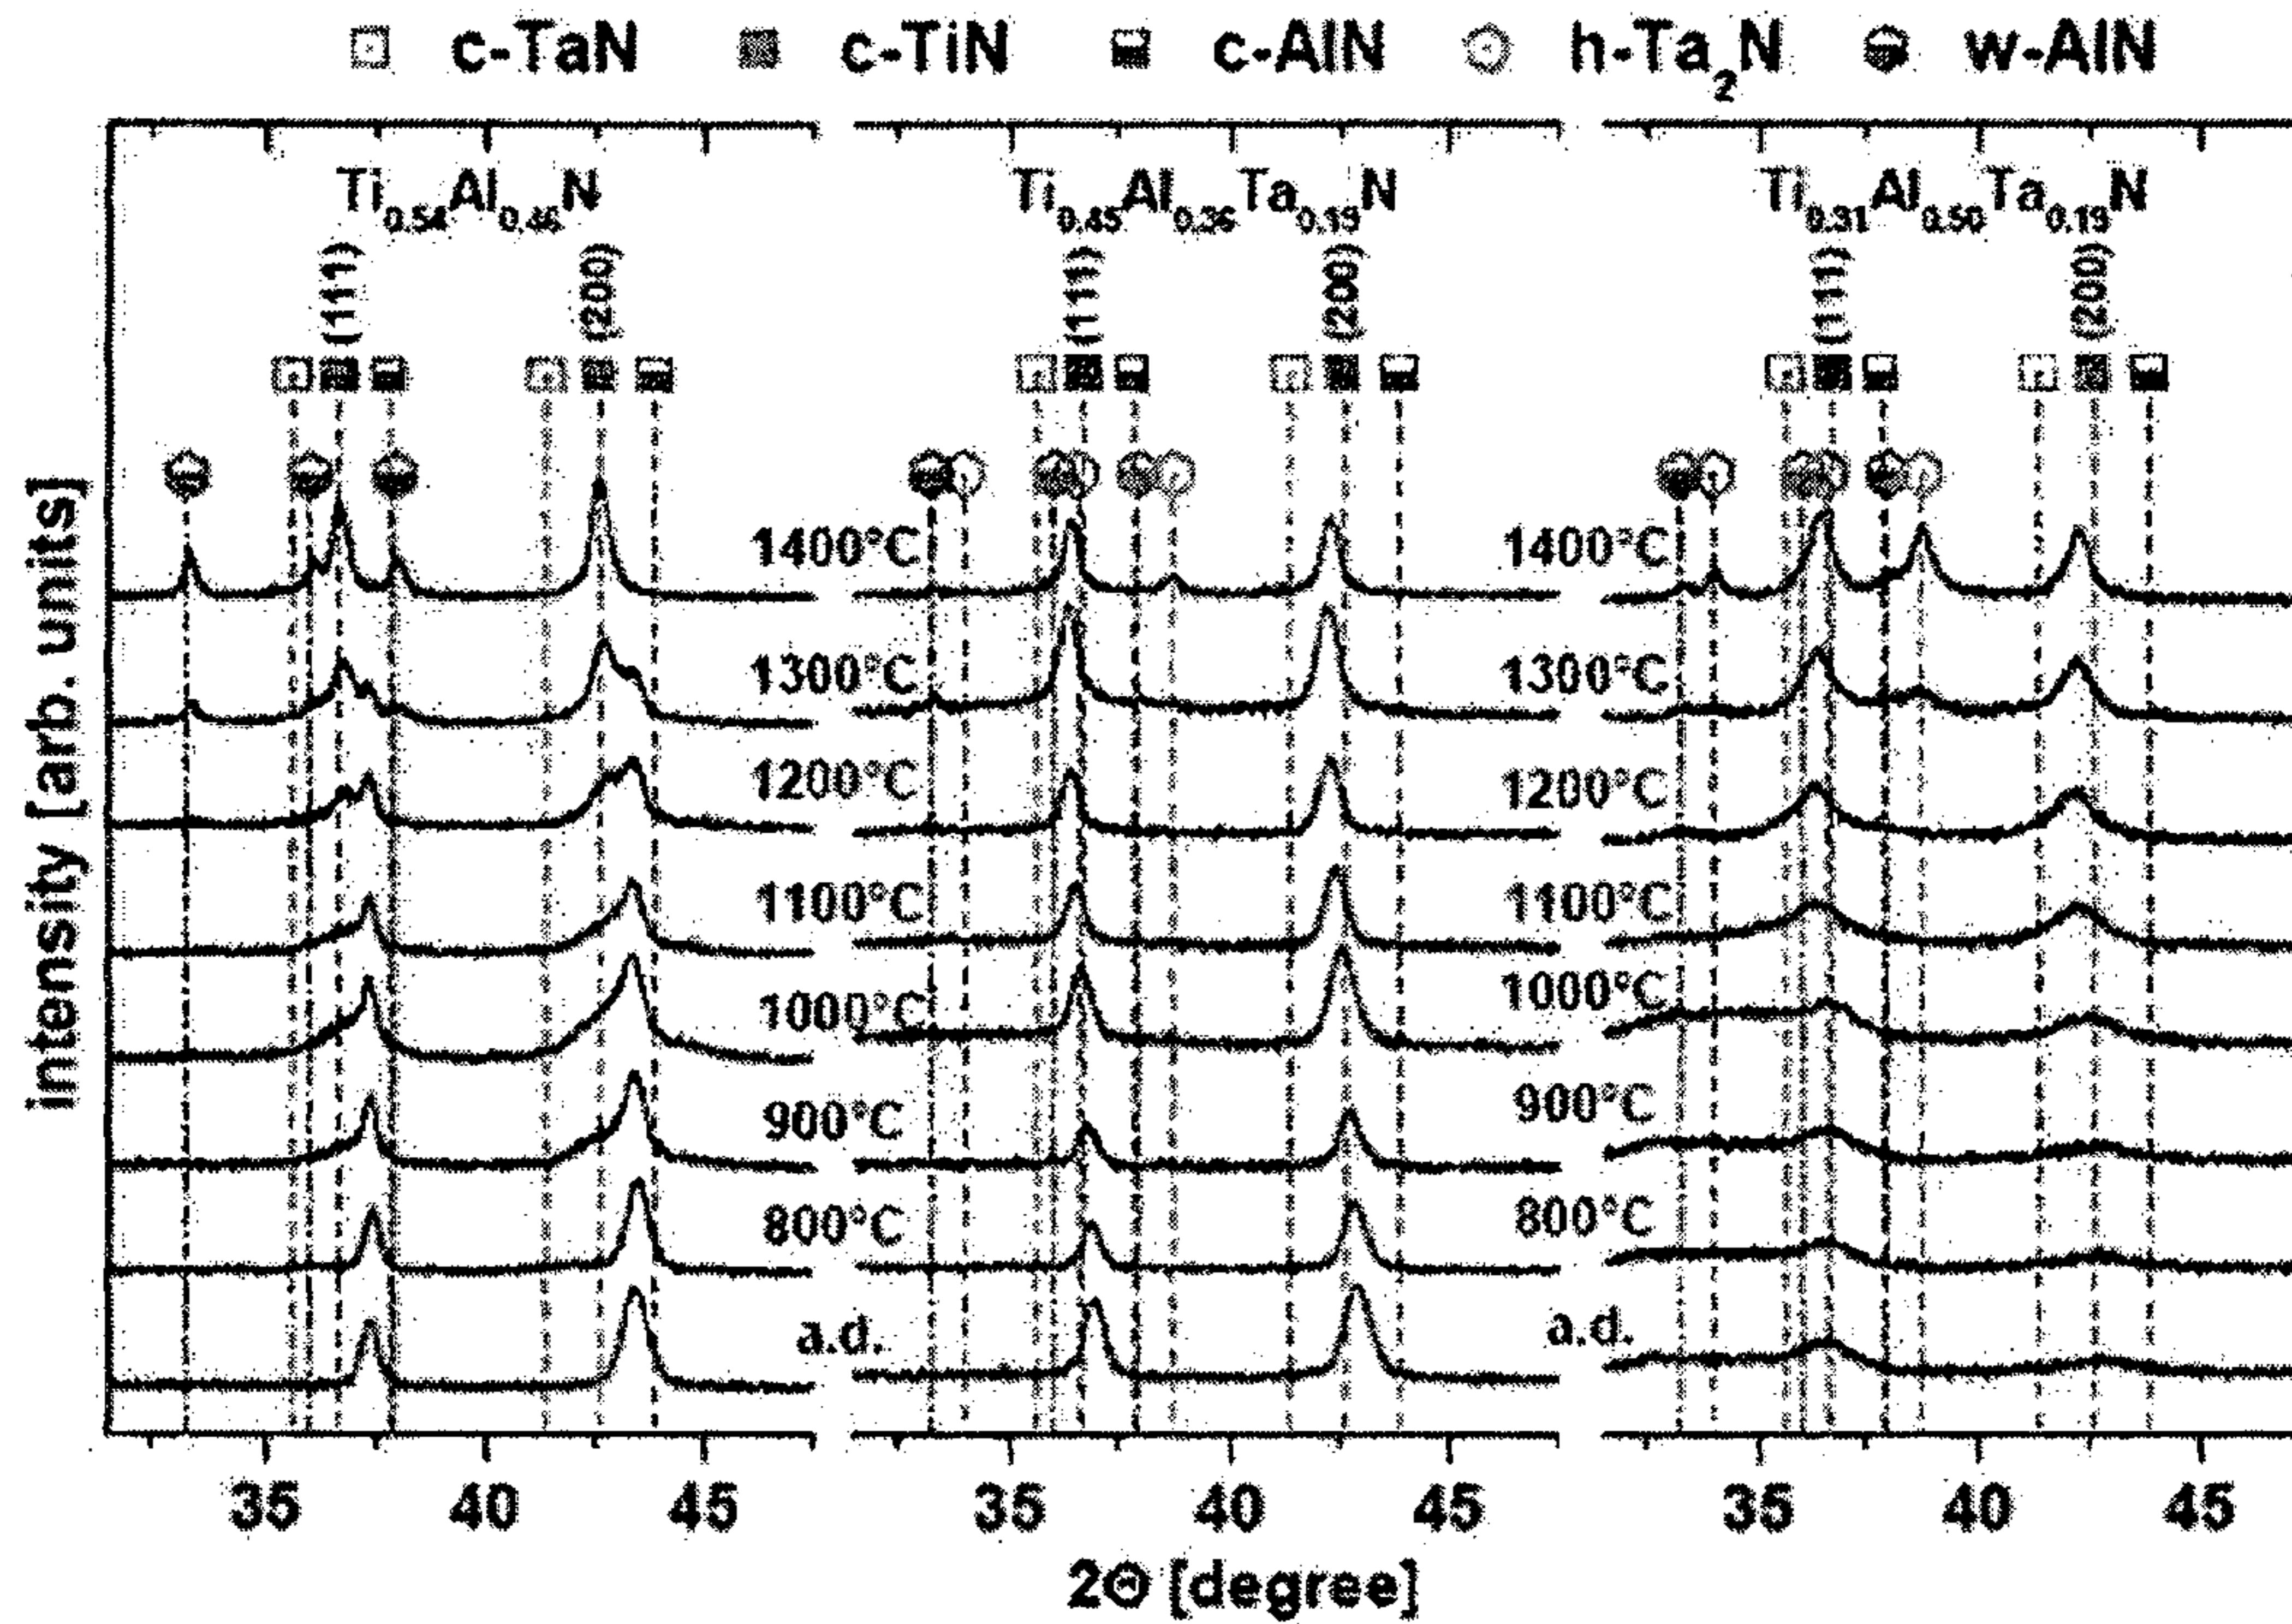 c-TaN c-TiN c-AlN h-Ta₂N w-AlN
Ti₀.₅₄Al₀.₄₆N Ti₀.₄₅Al₀.₃₆Ta₀.₁₉N Ti₀.₃₁Al₀.₅₀Ta₀.₁₉N
(111) (200) (111) (200) (111) (200)
intensity [arb. units]
1400°C 1400°C
1300°C 1300°C
1200°C 1200°C
1100°C 1100°C
1000°C 1000°C
900°C 900°C
800°C 800°C
a.d. a.d.
35 40 45 35 40 45 35 40 45
2Θ [degree]